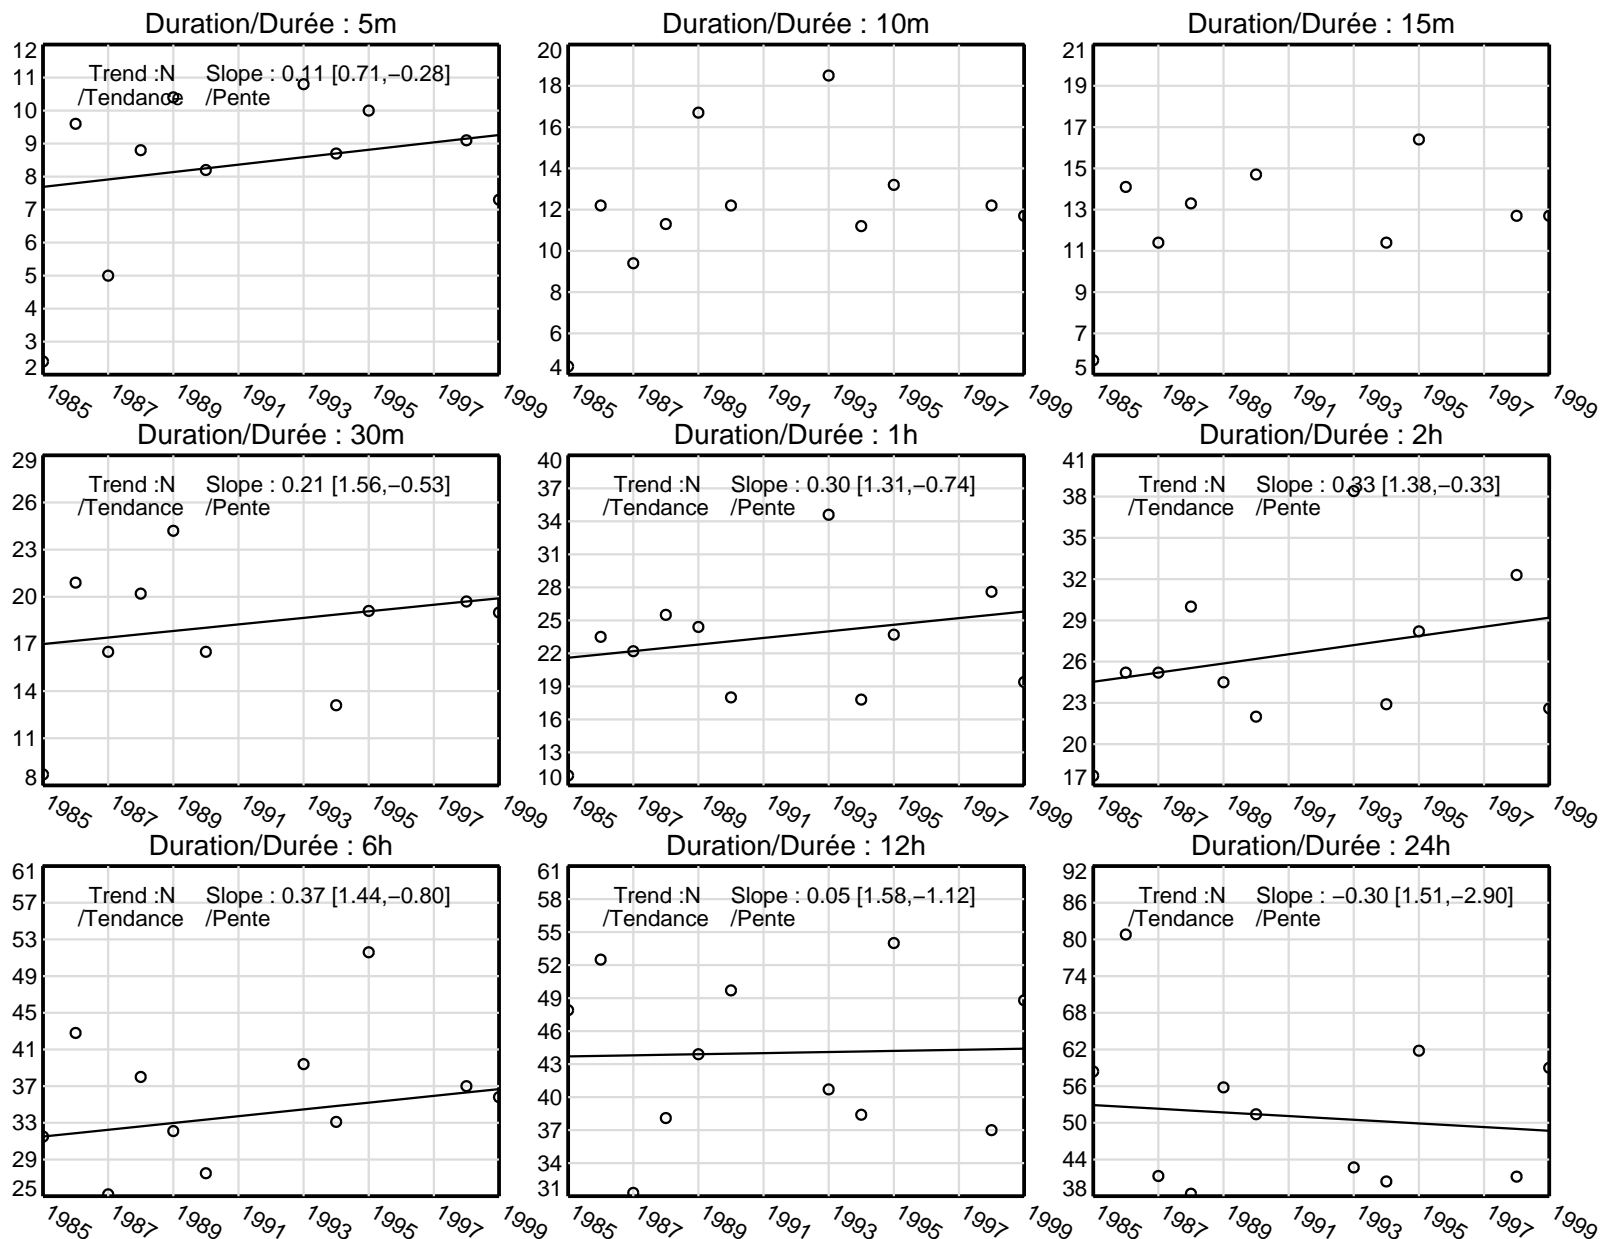 Duration/Durée : 5m
12
11
10
9
8
7
6
5
4
3
2
Trend :N Slope : 0.11 [0.71,−0.28]
/Tendance /Pente
1985 1987 1989 1991 1993 1995 1997 1999
Duration/Durée : 10m
20
18
16
14
12
10
8
6
4
1985 1987 1989 1991 1993 1995 1997 1999
Duration/Durée : 15m
21
19
17
15
13
11
9
7
5
1985 1987 1989 1991 1993 1995 1997 1999
Duration/Durée : 30m
29
26
23
20
17
14
11
8
Trend :N Slope : 0.21 [1.56,−0.53]
/Tendance /Pente
1985 1987 1989 1991 1993 1995 1997 1999
Duration/Durée : 1h
40
37
34
31
28
25
22
19
16
13
10
Trend :N Slope : 0.30 [1.31,−0.74]
/Tendance /Pente
1985 1987 1989 1991 1993 1995 1997 1999
Duration/Durée : 2h
41
38
35
32
29
26
23
20
17
Trend :N Slope : 0.33 [1.38,−0.33]
/Tendance /Pente
1985 1987 1989 1991 1993 1995 1997 1999
Duration/Durée : 6h
61
57
53
49
45
41
37
33
29
25
Trend :N Slope : 0.37 [1.44,−0.80]
/Tendance /Pente
1985 1987 1989 1991 1993 1995 1997 1999
Duration/Durée : 12h
61
58
55
52
49
46
43
40
37
34
31
Trend :N Slope : 0.05 [1.58,−1.12]
/Tendance /Pente
1985 1987 1989 1991 1993 1995 1997 1999
Duration/Durée : 24h
92
86
80
74
68
62
56
50
44
38
Trend :N Slope : −0.30 [1.51,−2.90]
/Tendance /Pente
1985 1987 1989 1991 1993 1995 1997 1999